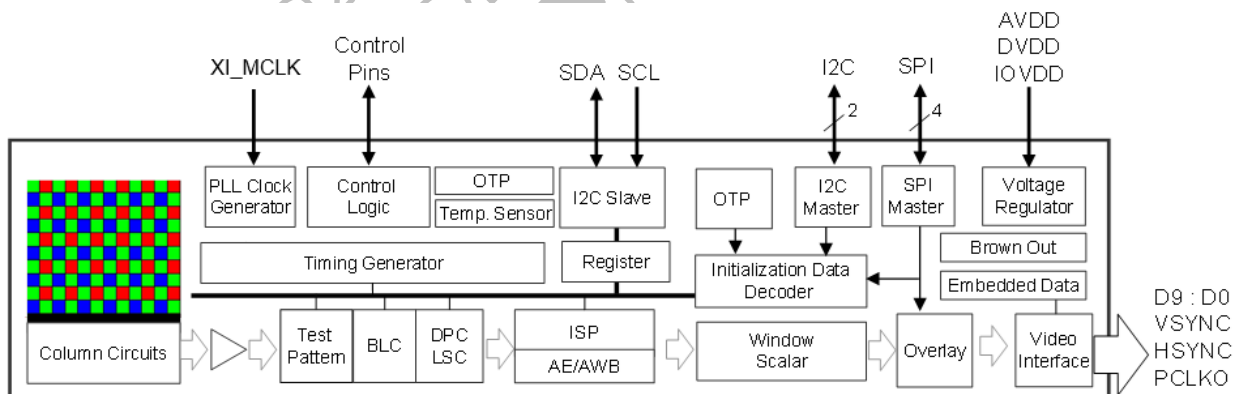 AVDD
DVDD
IOVDD
Control
Pins
XI_MCLK
SDA SCL
I2C
SPI
2
4
PLL Clock
Generator
Control
Logic
OTP
Temp. Sensor
I2C Slave
OTP
I2C
Master
SPI
Master
Voltage
Regulator
Timing Generator
Register
Initialization Data
Decoder
Brown Out
Embedded Data
Column Circuits
Test
Pattern
BLC
DPC
LSC
ISP
AE/AWB
Window
Scalar
Overlay
Video
Interface
D9 : D0
VSYNC
HSYNC
PCLKO